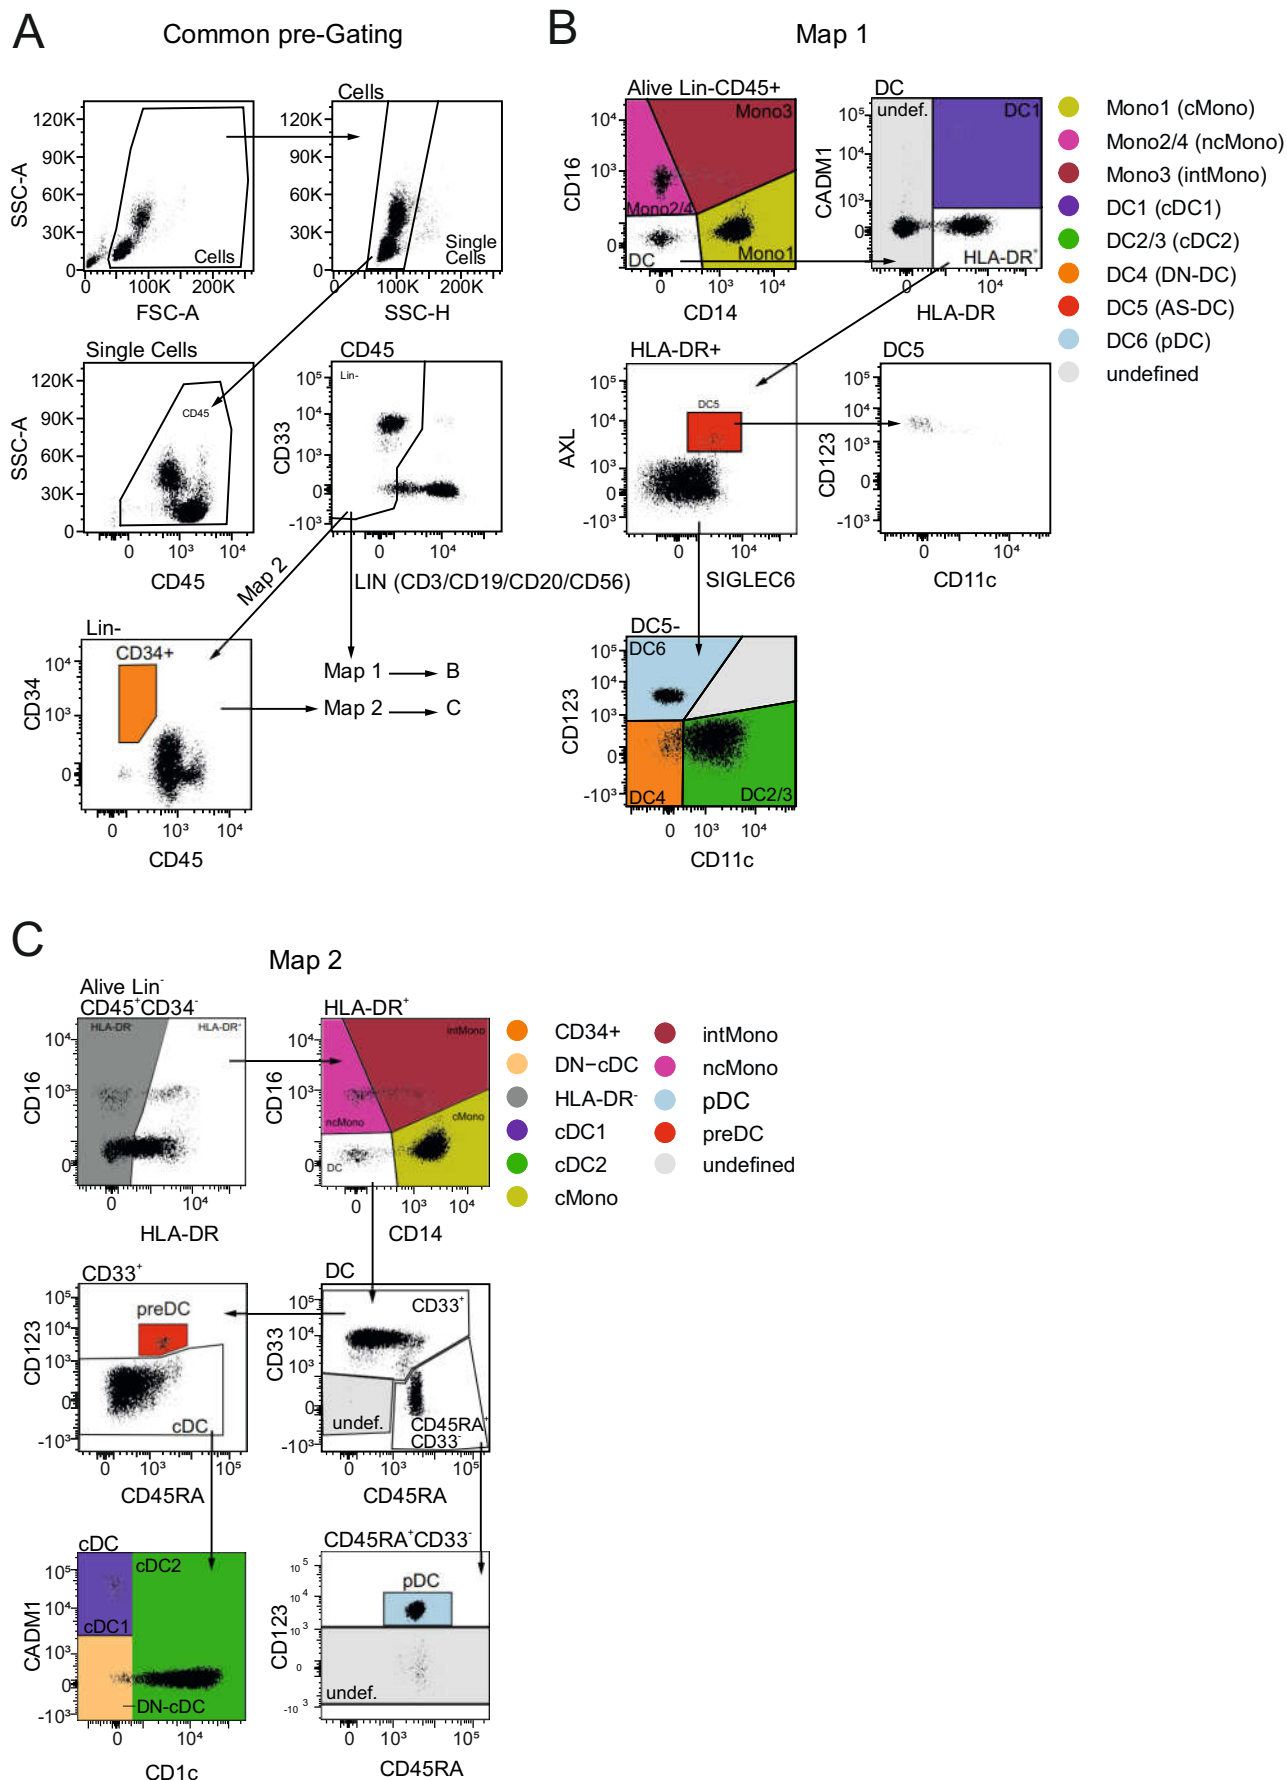 A
Common pre-Gating
Cells
120K
90K
60K
30K
0
SSC-A
Cells
0 100K 200K
FSC-A
120K
90K
60K
30K
0
Single
Cells
0 100K 200K
SSC-H
Single Cells
120K
90K
60K
30K
0
SSC-A
CD45
0 10³ 10⁴
CD45
CD45
Lin-
10⁵
10⁴
10³
0
-10³
CD33
0 10⁴
LIN (CD3/CD19/CD20/CD56)
Map 2
Lin-
CD34+
10⁴
10³
0
CD34
0 10³ 10⁴
CD45
Map 1 B
Map 2 C
B
Map 1
Alive Lin-CD45+
Mono3
10⁴
10³
0
CD16
Mono2/4
DC
Mono1
0 10³ 10⁴
CD14
DC
undef.
DC1
10⁵
10⁴
10³
0
CADM1
HLA-DR⁺
10⁴
HLA-DR
Mono1 (cMono)
Mono2/4 (ncMono)
Mono3 (intMono)
DC1 (cDC1)
DC2/3 (cDC2)
DC4 (DN-DC)
DC5 (AS-DC)
DC6 (pDC)
undefined
HLA-DR+
10⁵
10⁴
10³
0
-10³
AXL
DC5
0 10⁴
SIGLEC6
DC5
10⁵
10⁴
10³
0
-10³
CD123
0 10⁴
CD11c
DC5-
DC6
10⁵
10⁴
10³
0
-10³
CD123
DC4
DC2/3
0 10³ 10⁴
CD11c
C
Map 2
Alive Lin⁻
CD45⁺CD34⁻
HLA-DR⁻
HLA-DR⁺
10⁴
10³
0
CD16
0 10⁴
HLA-DR
HLA-DR⁺
intMono
10⁴
10³
0
CD16
ncMono
cMono
DC
10³ 10⁴
CD14
CD34+
DN−cDC
HLA-DR⁻
cDC1
cDC2
cMono
intMono
ncMono
pDC
preDC
undefined
CD33⁺
10⁵
10⁴
10³
0
-10³
CD123
preDC
cDC
0 10³ 10⁵
CD45RA
DC
CD33⁺
10⁵
10⁴
10³
0
-10³
CD33
undef.
CD45RA⁺
CD33⁻
0 10³ 10⁵
CD45RA
cDC
cDC2
10⁵
10⁴
10³
0
-10³
CADM1
cDC1
DN-cDC
0 10⁴
CD1c
CD45RA⁺CD33⁻
pDC
10⁵
10⁴
10³
0
-10³
CD123
undef.
0 10³ 10⁵
CD45RA